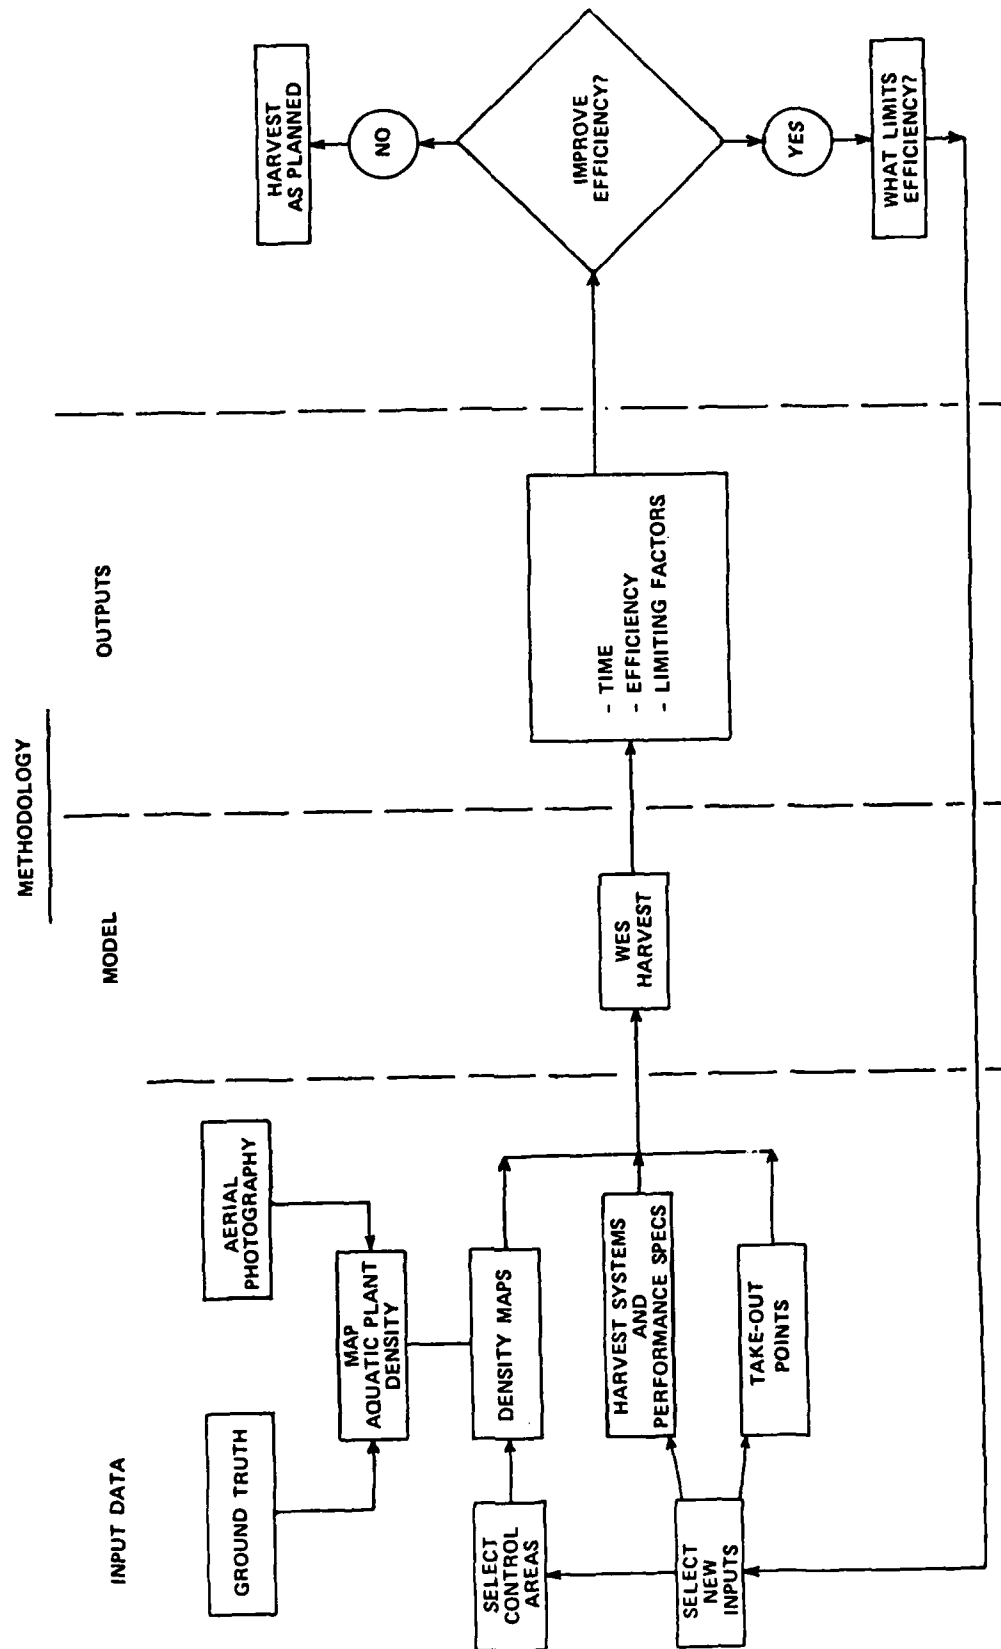 METHODOLOGY
INPUT DATA
MODEL
OUTPUTS
GROUND TRUTH
AERIAL
PHOTOGRAPHY
MAP
AQUATIC PLANT
DENSITY
SELECT
CONTROL
AREAS
DENSITY MAPS
HARVEST SYSTEMS
AND
PERFORMANCE SPECS
SELECT
NEW
INPUTS
TAKE-OUT
POINTS
WES
HARVEST
- TIME
- EFFICIENCY
- LIMITING FACTORS
IMPROVE
EFFICIENCY?
NO
HARVEST
AS PLANNED
YES
WHAT LIMITS
EFFICIENCY?